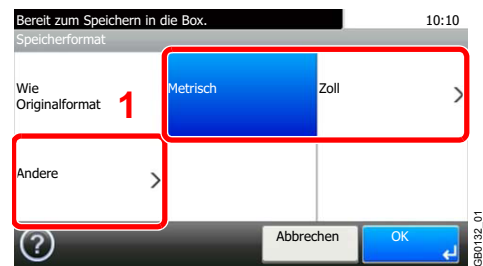 Bereit zum Speichern in die Box.
10:10
Speicherformat
Wie
Originalformat
1
Metrisch
Zoll
Andere
?
Abbrechen
OK
GB0132_01